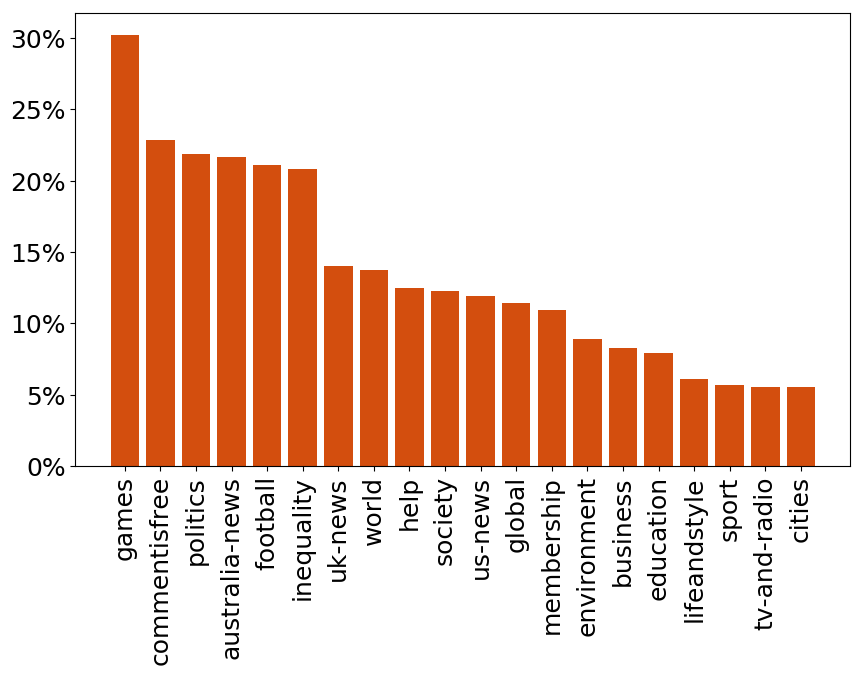 30%
25%
20%
15%
10%
5%
0%
games
commentisfree
politics
australia-news
football
inequality
uk-news
world
help
society
us-news
global
membership
environment
business
education
lifeandstyle
sport
tv-and-radio
cities